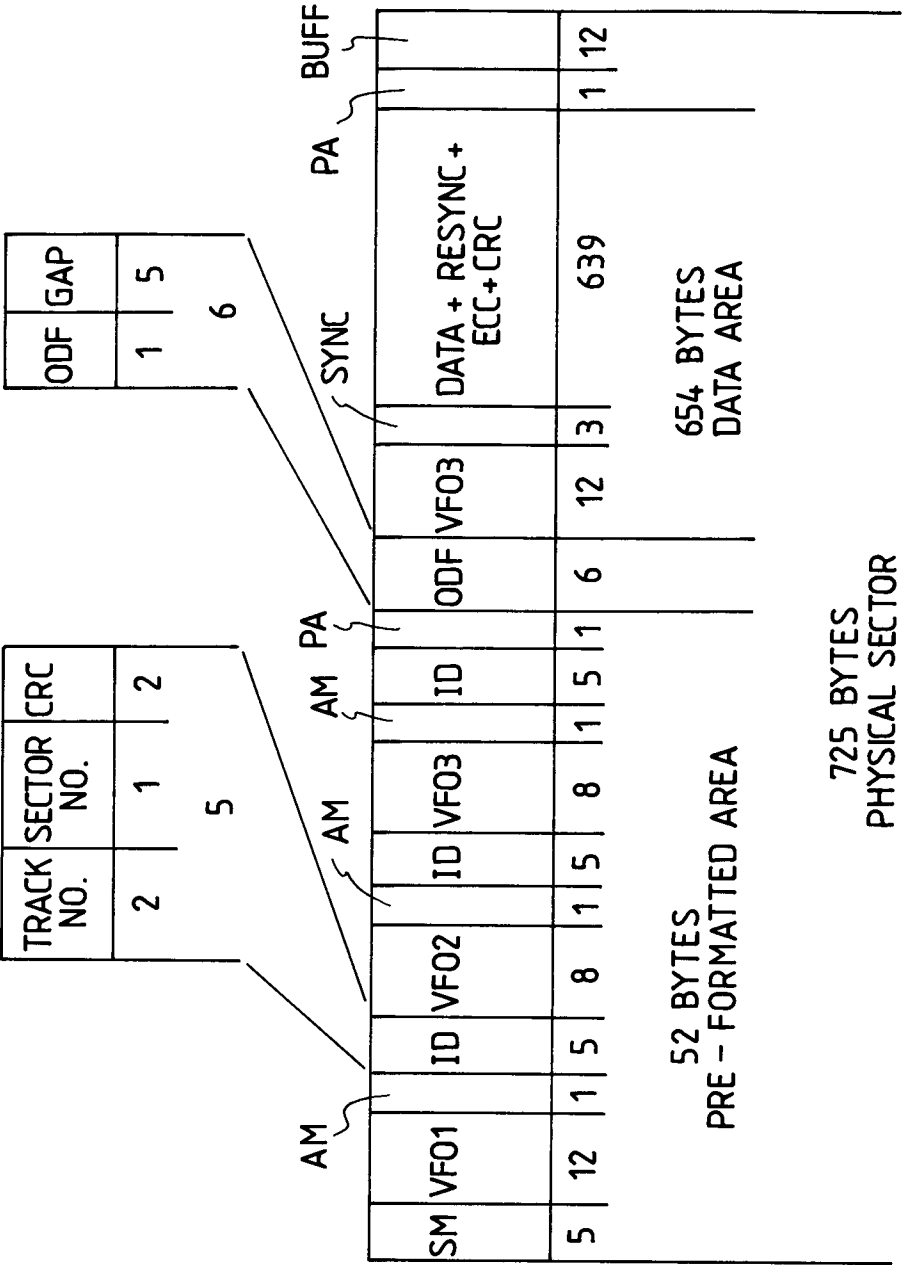 TRACK NO. SECTOR NO. CRC
2 1 2
5
ODF GAP
1 5
6
AM AM AM PA SYNC PA BUFF
SM VFO1 ID VFO2 ID VFO3 ID ODF VFO3 DATA + RESYNC + ECC+CRC
5 12 1 5 8 1 5 8 1 5 1 6 12 3 639 1 12
52 BYTES
PRE - FORMATTED AREA
654 BYTES
DATA AREA
725 BYTES
PHYSICAL SECTOR